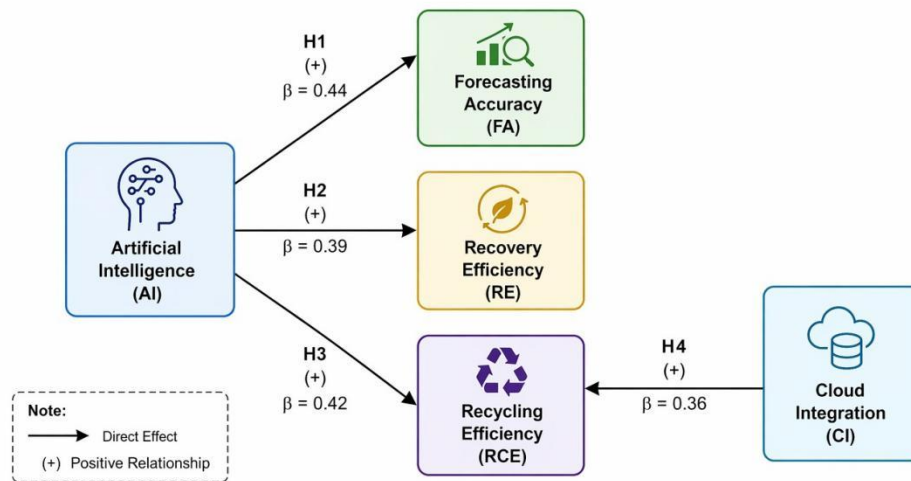 H1
(+)
β = 0.44
Forecasting
Accuracy
(FA)
Artificial
Intelligence
(AI)
H2
(+)
β = 0.39
Recovery
Efficiency
(RE)
H3
(+)
β = 0.42
Recycling
Efficiency
(RCE)
H4
(+)
β = 0.36
Cloud
Integration
(CI)
Note:
Direct Effect
(+) Positive Relationship